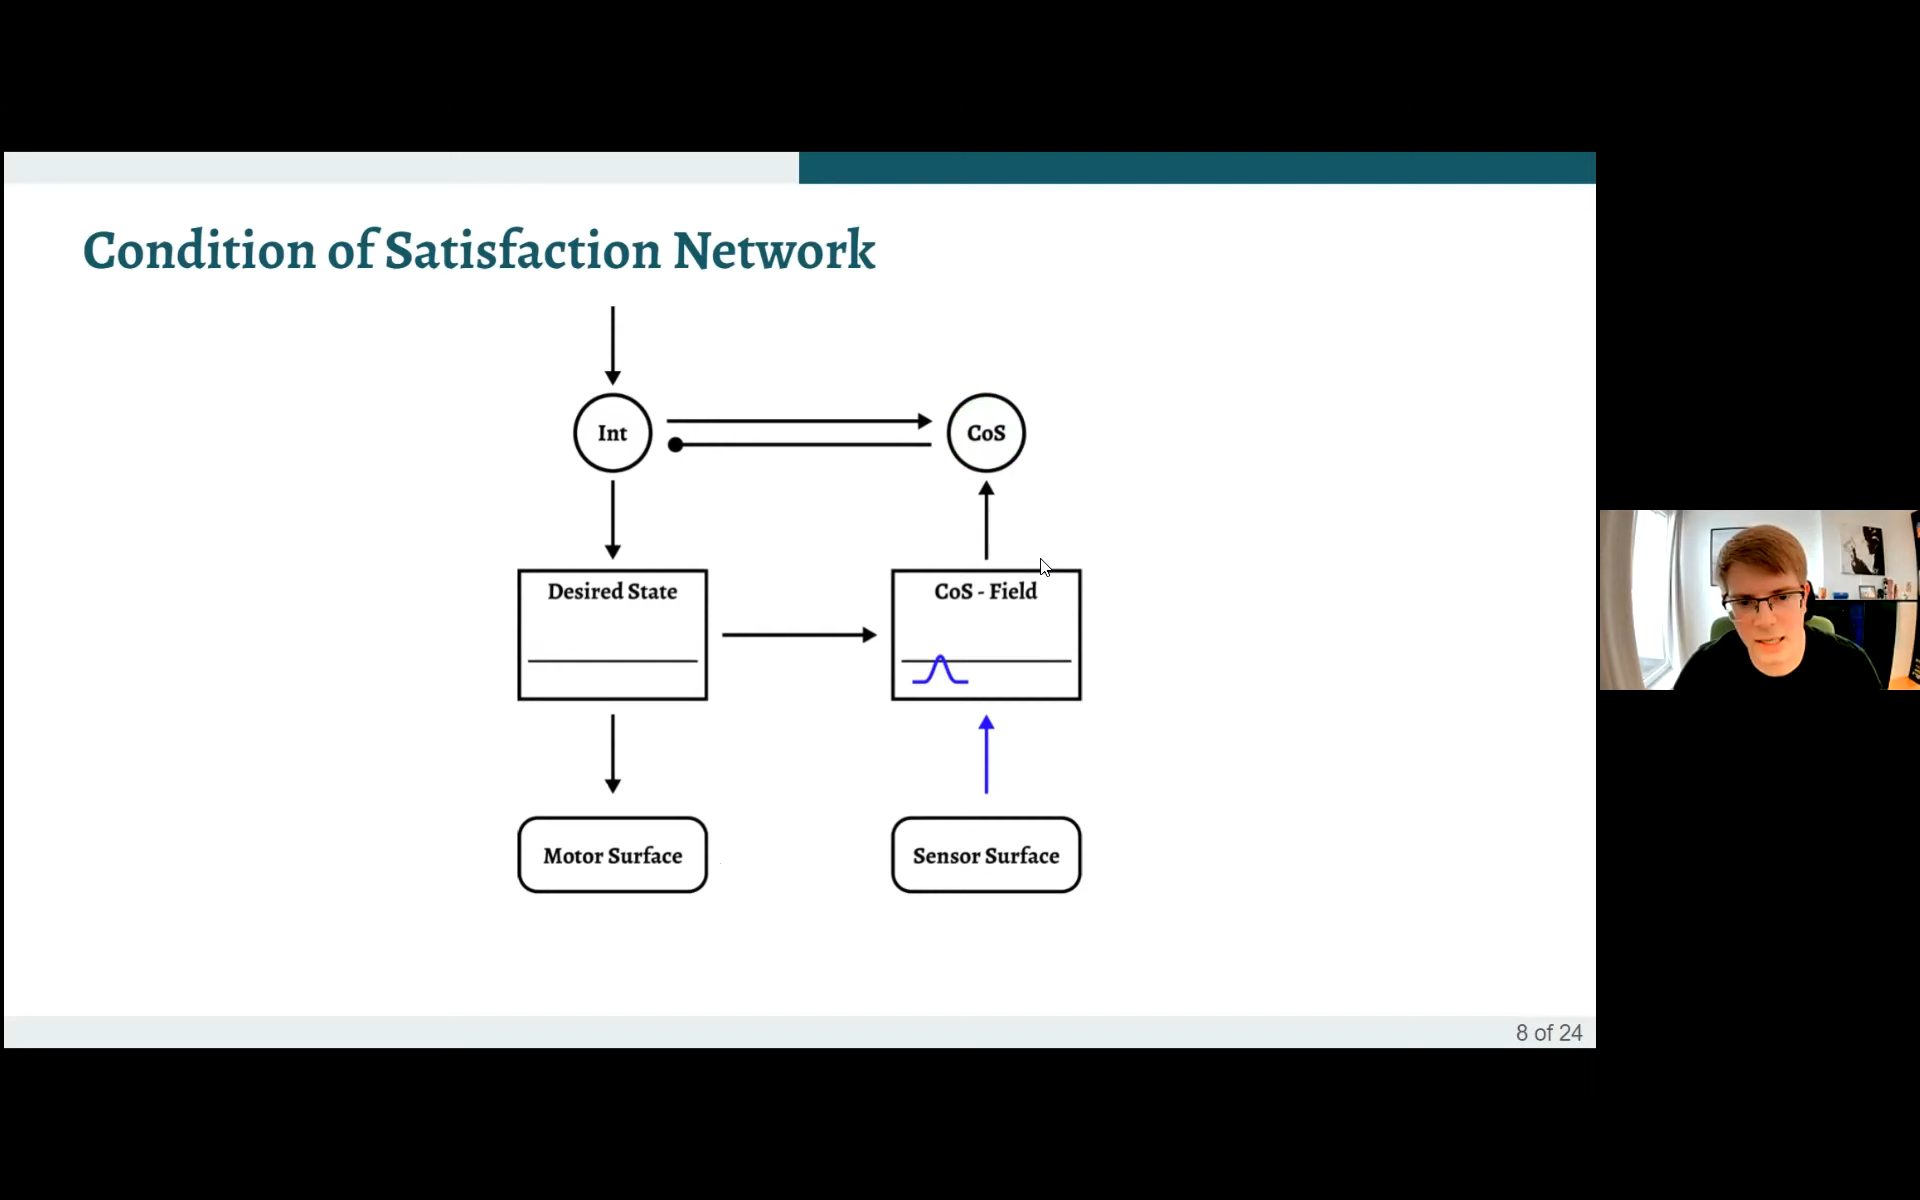 Condition of Satisfaction Network
Int
CoS
Desired State
CoS - Field
Motor Surface
Sensor Surface
8 of 24